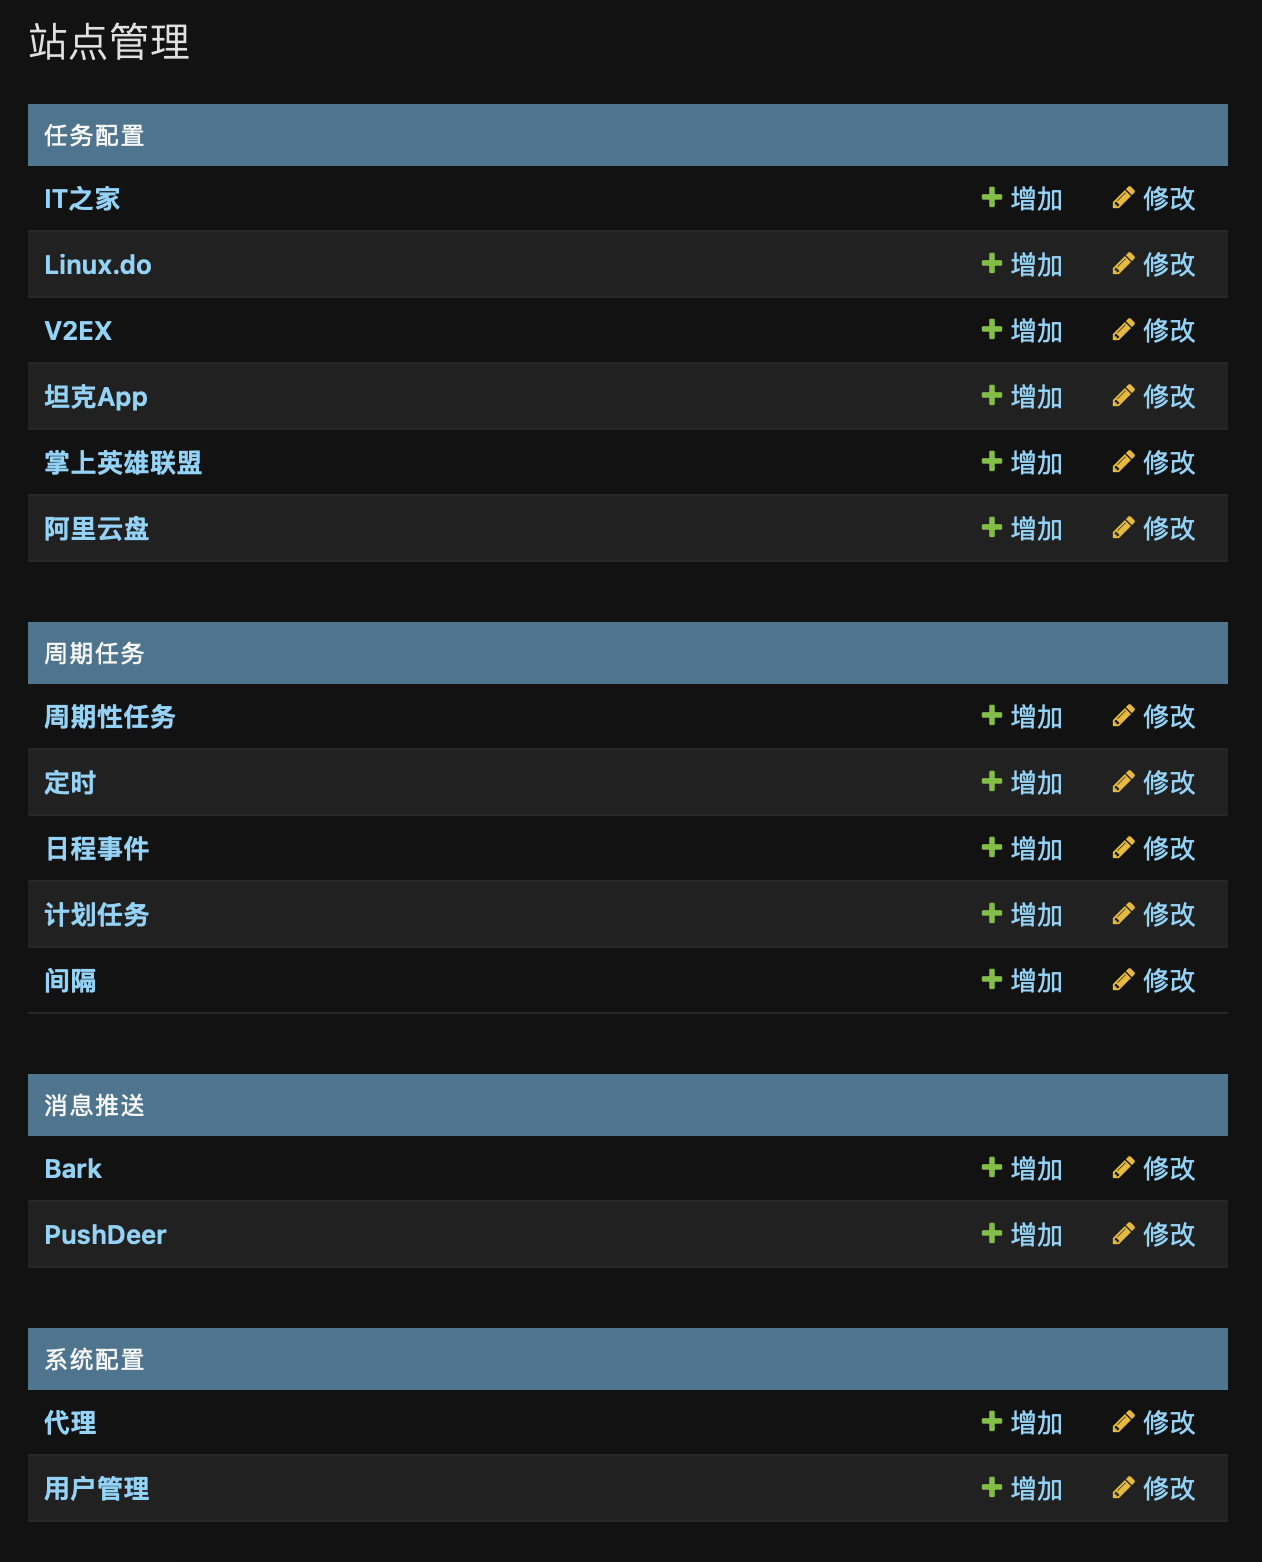 站点管理
任务配置
IT之家 增加 修改
Linux.do 增加 修改
V2EX 增加 修改
坦克App 增加 修改
掌上英雄联盟 增加 修改
阿里云盘 增加 修改
周期任务
周期性任务 增加 修改
定时 增加 修改
日程事件 增加 修改
计划任务 增加 修改
间隔 增加 修改
消息推送
Bark 增加 修改
PushDeer 增加 修改
系统配置
代理 增加 修改
用户管理 增加 修改